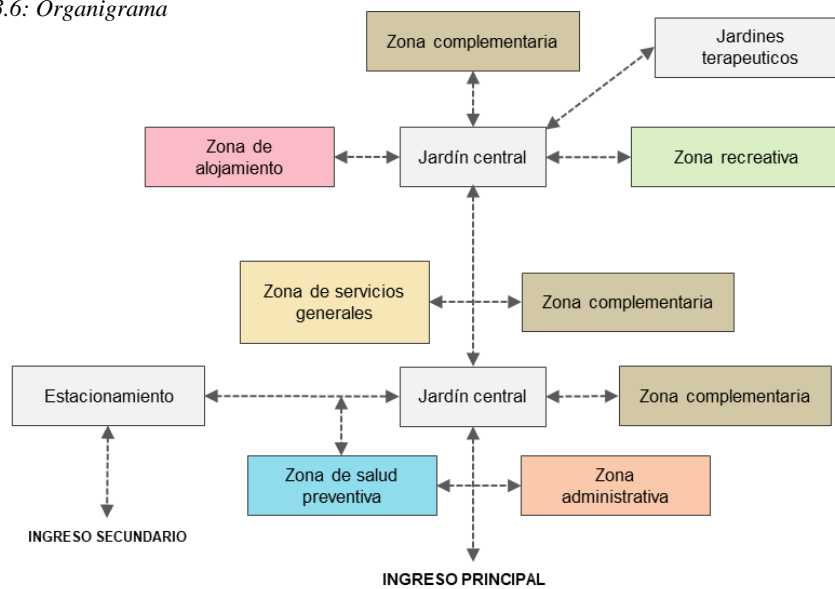 3.6: Organigrama
Zona complementaria
Jardines
terapeuticos
Zona de
alojamiento
Jardín central
Zona recreativa
Zona de servicios
generales
Zona complementaria
Estacionamiento
Jardín central
Zona complementaria
Zona de salud
preventiva
Zona
administrativa
INGRESO SECUNDARIO
INGRESO PRINCIPAL